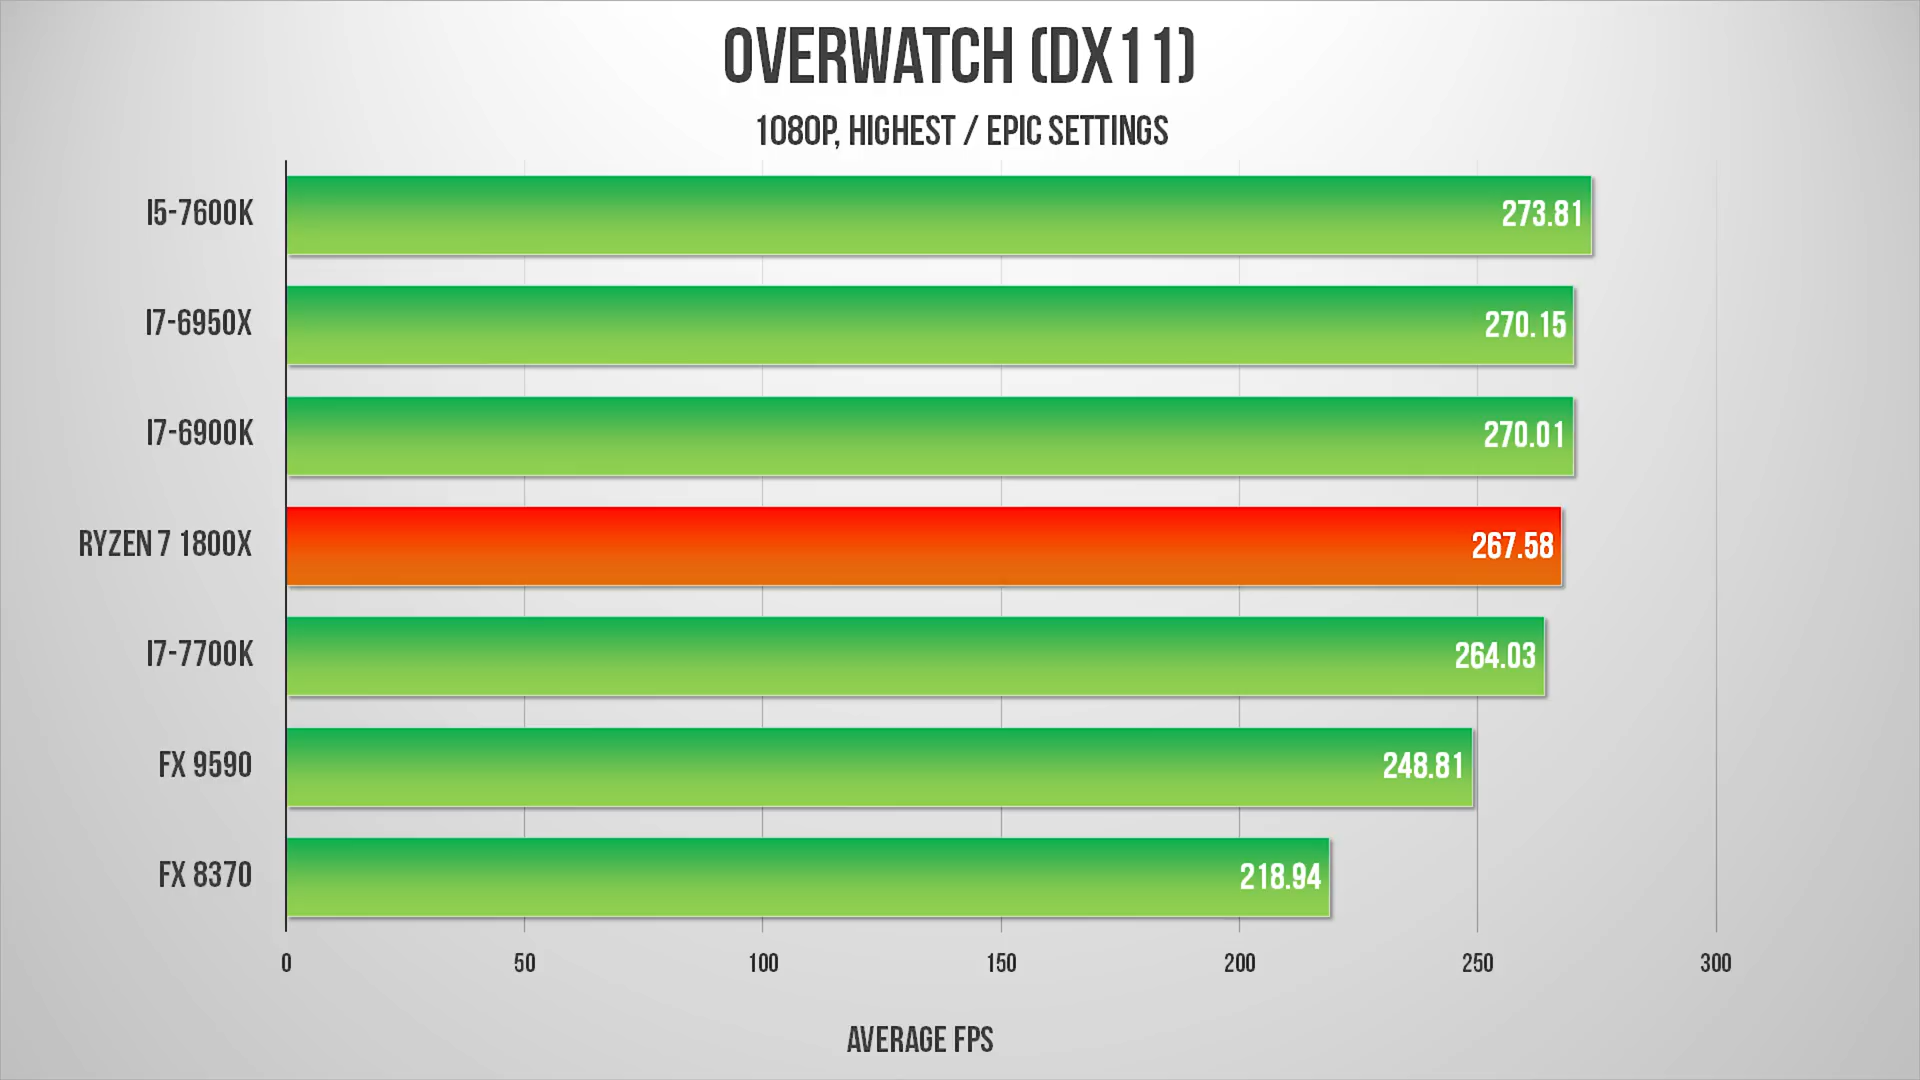 OVERWATCH (DX11)
1080P, HIGHEST / EPIC SETTINGS
I5-7600K 273.81
I7-6950X 270.15
I7-6900K 270.01
RYZEN 7 1800X 267.58
I7-7700K 264.03
FX 9590 248.81
FX 8370 218.94
0 50 100 150 200 250 300
AVERAGE FPS